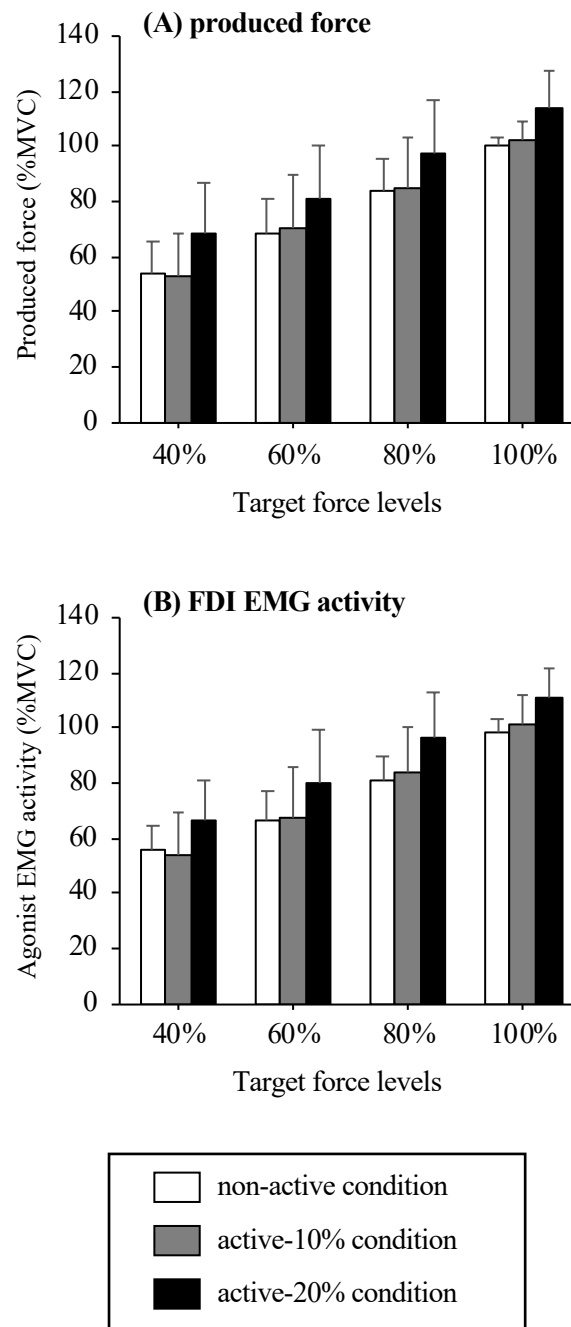 (A) produced force
Produced force (%MVC)
140
120
100
80
60
40
20
0
40% 60% 80% 100%
Target force levels
(B) FDI EMG activity
Agonist EMG activity (%MVC)
140
120
100
80
60
40
20
0
40% 60% 80% 100%
Target force levels
non-active condition
active-10% condition
active-20% condition